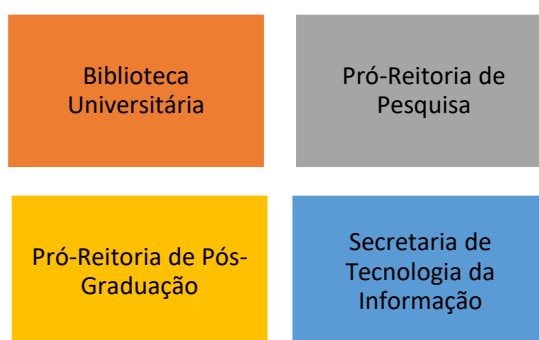 Biblioteca
Universitária
Pró-Reitoria de
Pesquisa
Pró-Reitoria de Pós-
Graduação
Secretaria de
Tecnologia da
Informação